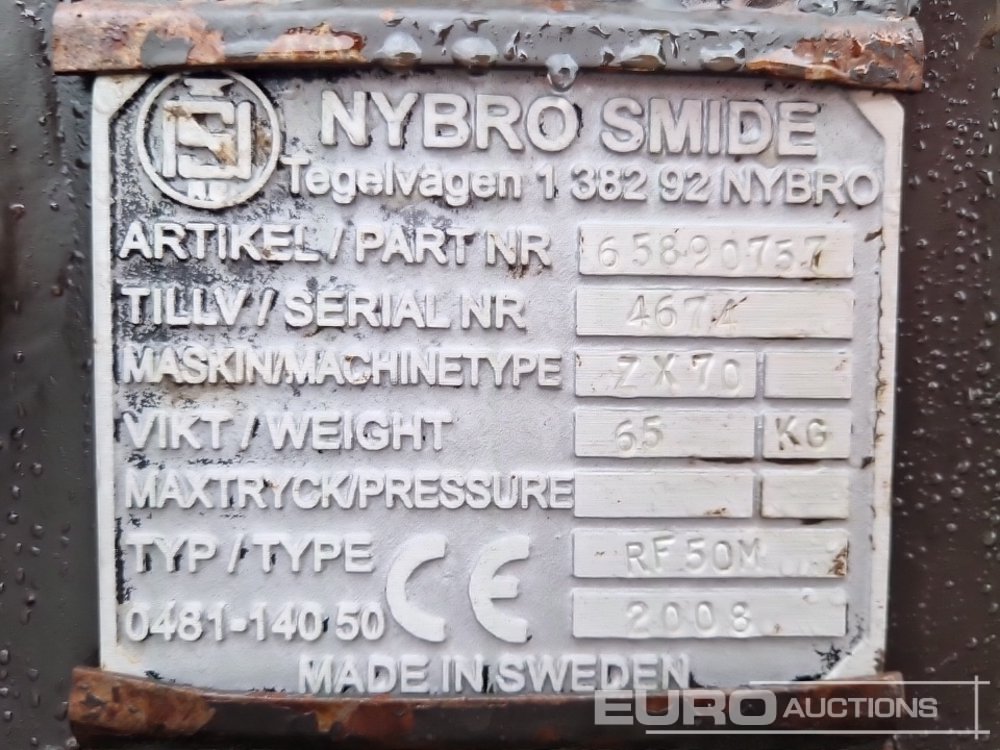 NYBRO SMIDE
Tegelvägen 1 382 92 NYBRO
ARTIKEL / PART NR 65890757
TILLV / SERIAL NR 4674
MASKIN/MACHINETYPE ZX70
VIKT / WEIGHT 65 KG
MAXTRYCK/PRESSURE
TYP / TYPE RF50M
0481-140 50 CE 2008
MADE IN SWEDEN
EURO AUCTIONS